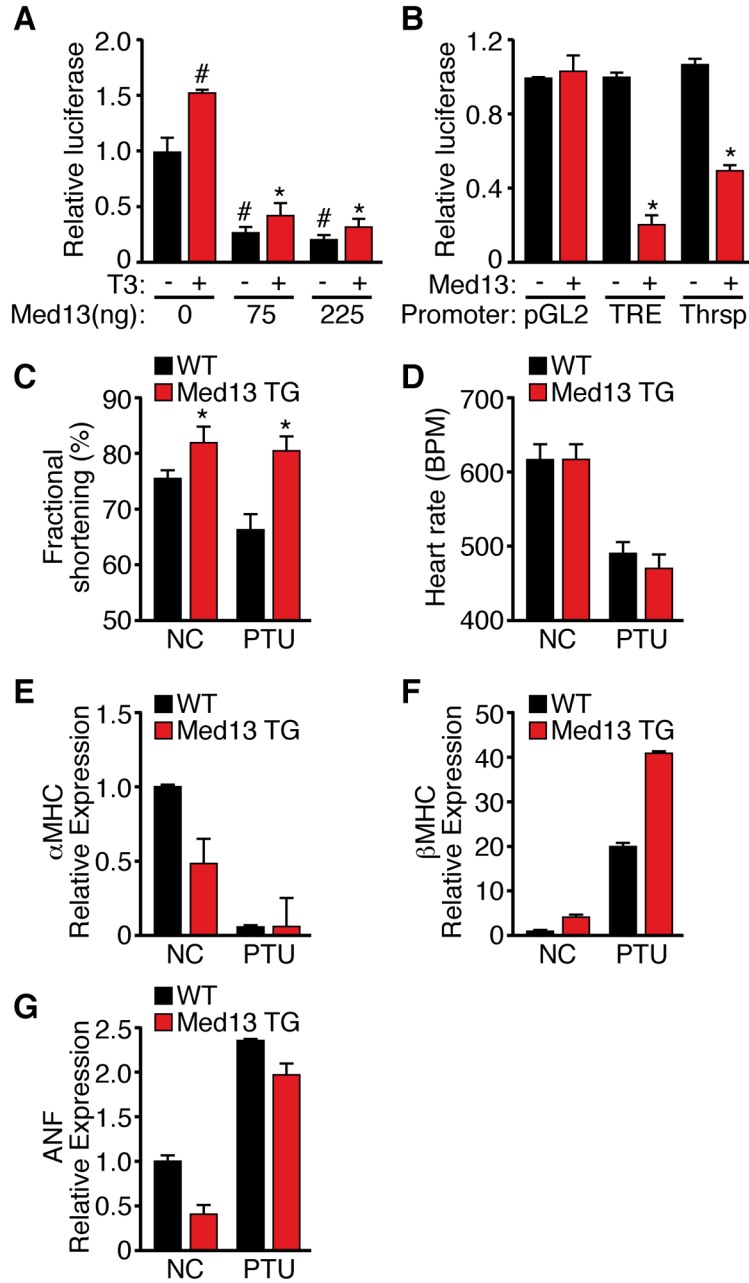 A
Relative luciferase
2.0
1.5
1.0
0.5
0
#
#
*
#
*
T3: - + - + - +
Med13(ng): 0 75 225
B
Relative luciferase
1.2
0.8
0.4
0
*
*
Med13: - + - + - +
Promoter: pGL2 TRE Thrsp
C
WT
Med13 TG
Fractional
shortening (%)
90
80
70
60
50
*
*
NC PTU
D
WT
Med13 TG
Heart rate (BPM)
700
600
500
400
NC PTU
E
WT
Med13 TG
αMHC
Relative Expression
1.5
1.0
0.5
0
NC PTU
F
WT
Med13 TG
βMHC
Relative Expression
50
40
30
20
10
0
NC PTU
G
WT
Med13 TG
ANF
Relative Expression
2.5
2.0
1.5
1.0
0.5
0
NC PTU